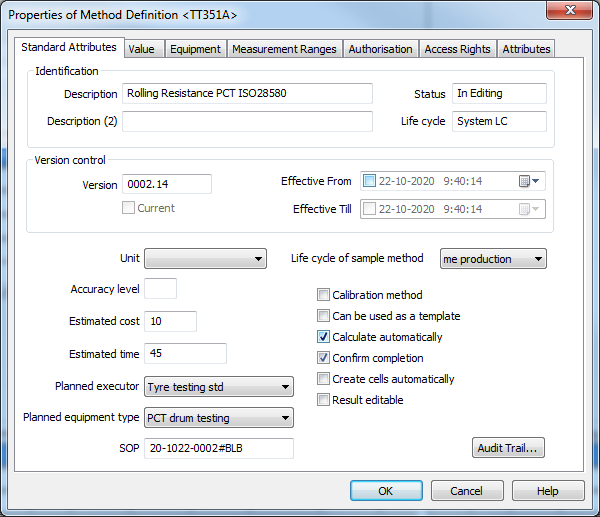 Properties of Method Definition <TT351A>
Standard Attributes Value Equipment Measurement Ranges Authorisation Access Rights Attributes
Identification
Description Rolling Resistance PCT ISO28580 Status In Editing
Description (2) Life cycle System LC
Version control
Version 0002.14 Effective From 22-10-2020 9:40:14
Current Effective Till 22-10-2020 9:40:14
Unit Life cycle of sample method me production
Accuracy level Calibration method
Can be used as a template
Estimated cost 10 Calculate automatically
Estimated time 45 Confirm completion
Planned executor Tyre testing std Create cells automatically
Result editable
Planned equipment type PCT drum testing
SOP 20-1022-0002#BLB Audit Trail...
OK Cancel Help